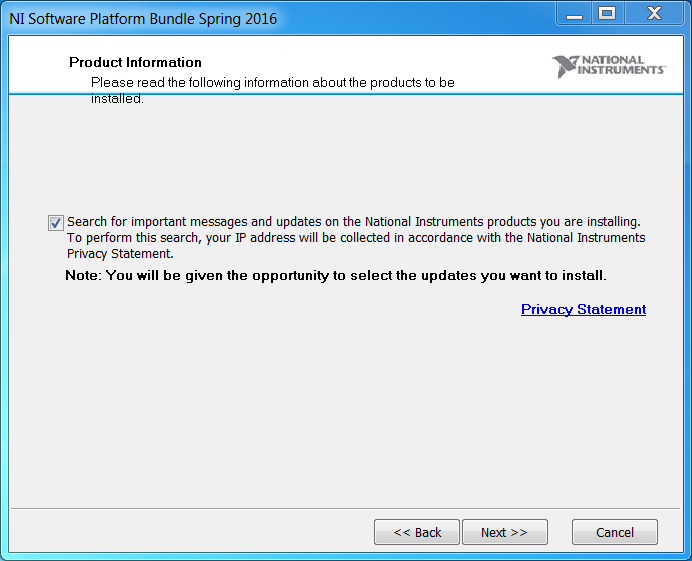 NI Software Platform Bundle Spring 2016
Product Information
Please read the following information about the products to be
installed.
NATIONAL
INSTRUMENTS™
Search for important messages and updates on the National Instruments products you are installing.
To perform this search, your IP address will be collected in accordance with the National Instruments
Privacy Statement.
Note: You will be given the opportunity to select the updates you want to install.
Privacy Statement
<< Back
Next >>
Cancel